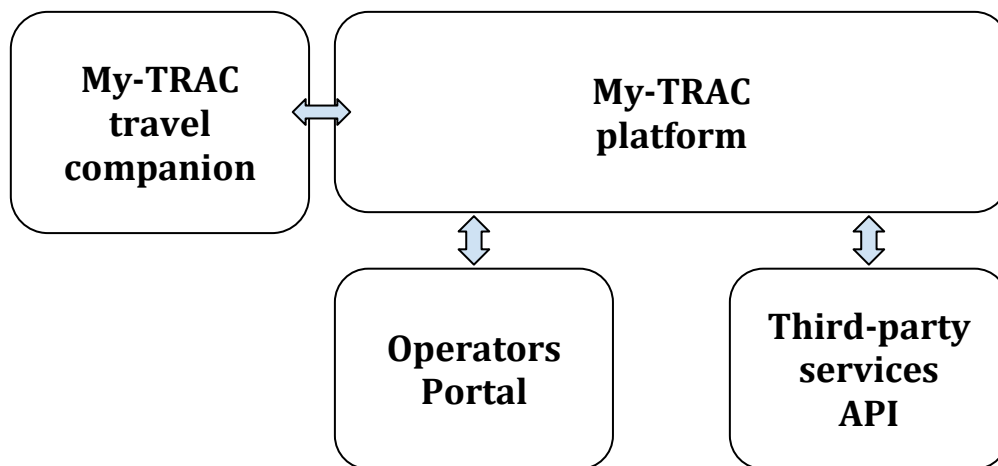 My-TRAC
travel
companion
My-TRAC
platform
Operators
Portal
Third-party
services
API